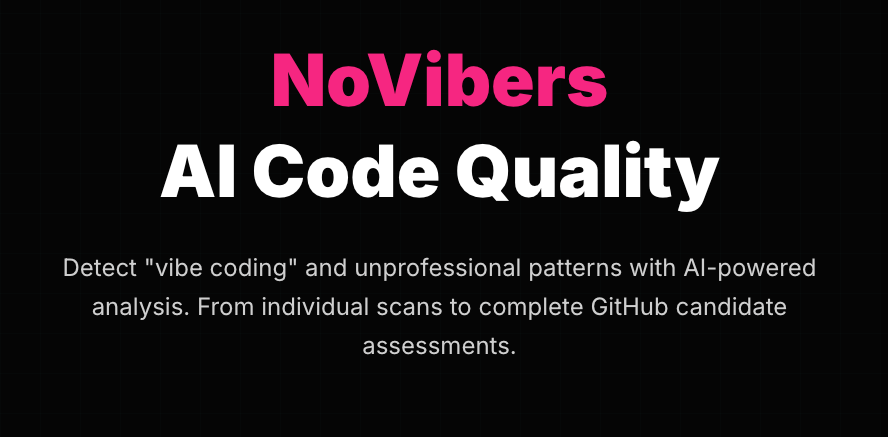 NoVibers
AI Code Quality
Detect "vibe coding" and unprofessional patterns with AI-powered
analysis. From individual scans to complete GitHub candidate
assessments.